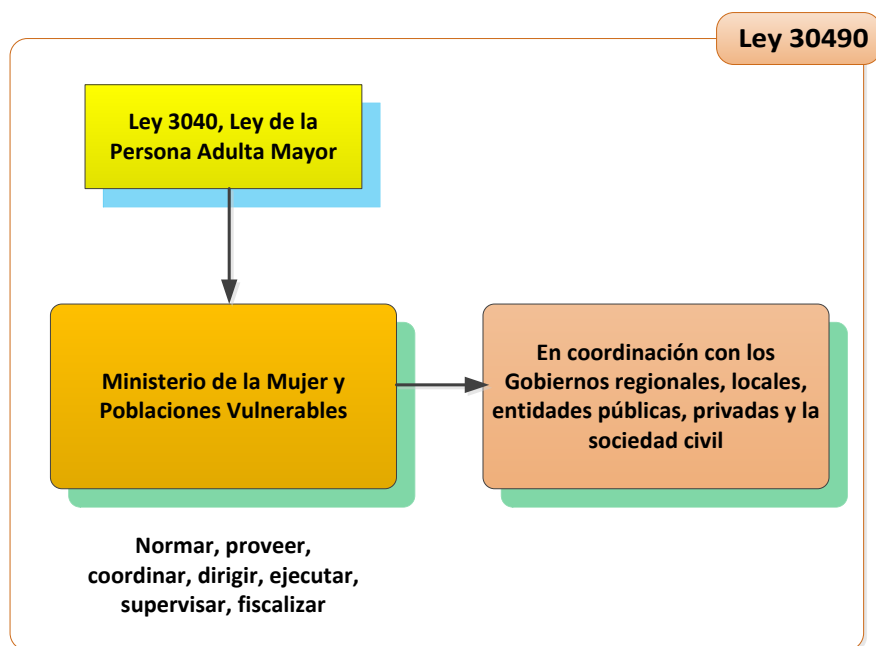 Ley 30490
Ley 3040, Ley de la
Persona Adulta Mayor
Ministerio de la Mujer y
Poblaciones Vulnerables
En coordinación con los
Gobiernos regionales, locales,
entidades públicas, privadas y la
sociedad civil
Normar, proveer,
coordinar, dirigir, ejecutar,
supervisar, fiscalizar